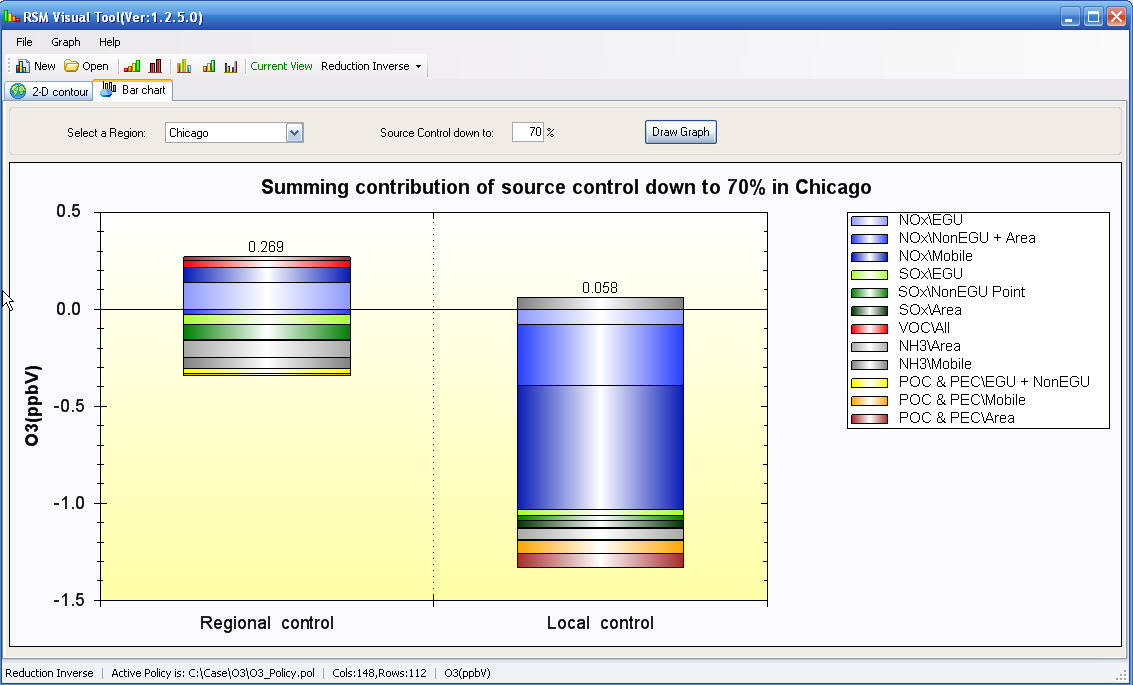 RSM Visual Tool(Ver:1.2.5.0)
File Graph Help
New Open Current View Reduction Inverse
2-D contour Bar chart
Select a Region: Chicago Source Control down to: 70 % Draw Graph
Summing contribution of source control down to 70% in Chicago
0.5
0.0
-0.5
-1.0
-1.5
O3(ppbV)
0.269
0.058
Regional control
Local control
NOx\EGU
NOx\NonEGU + Area
NOx\Mobile
SOx\EGU
SOx\NonEGU Point
SOx\Area
VOC\All
NH3\Area
NH3\Mobile
POC & PEC\EGU + NonEGU
POC & PEC\Mobile
POC & PEC\Area
Reduction Inverse Active Policy is: C:\Case\O3\O3_Policy.pol Cols:148,Rows:112 O3(ppbV)